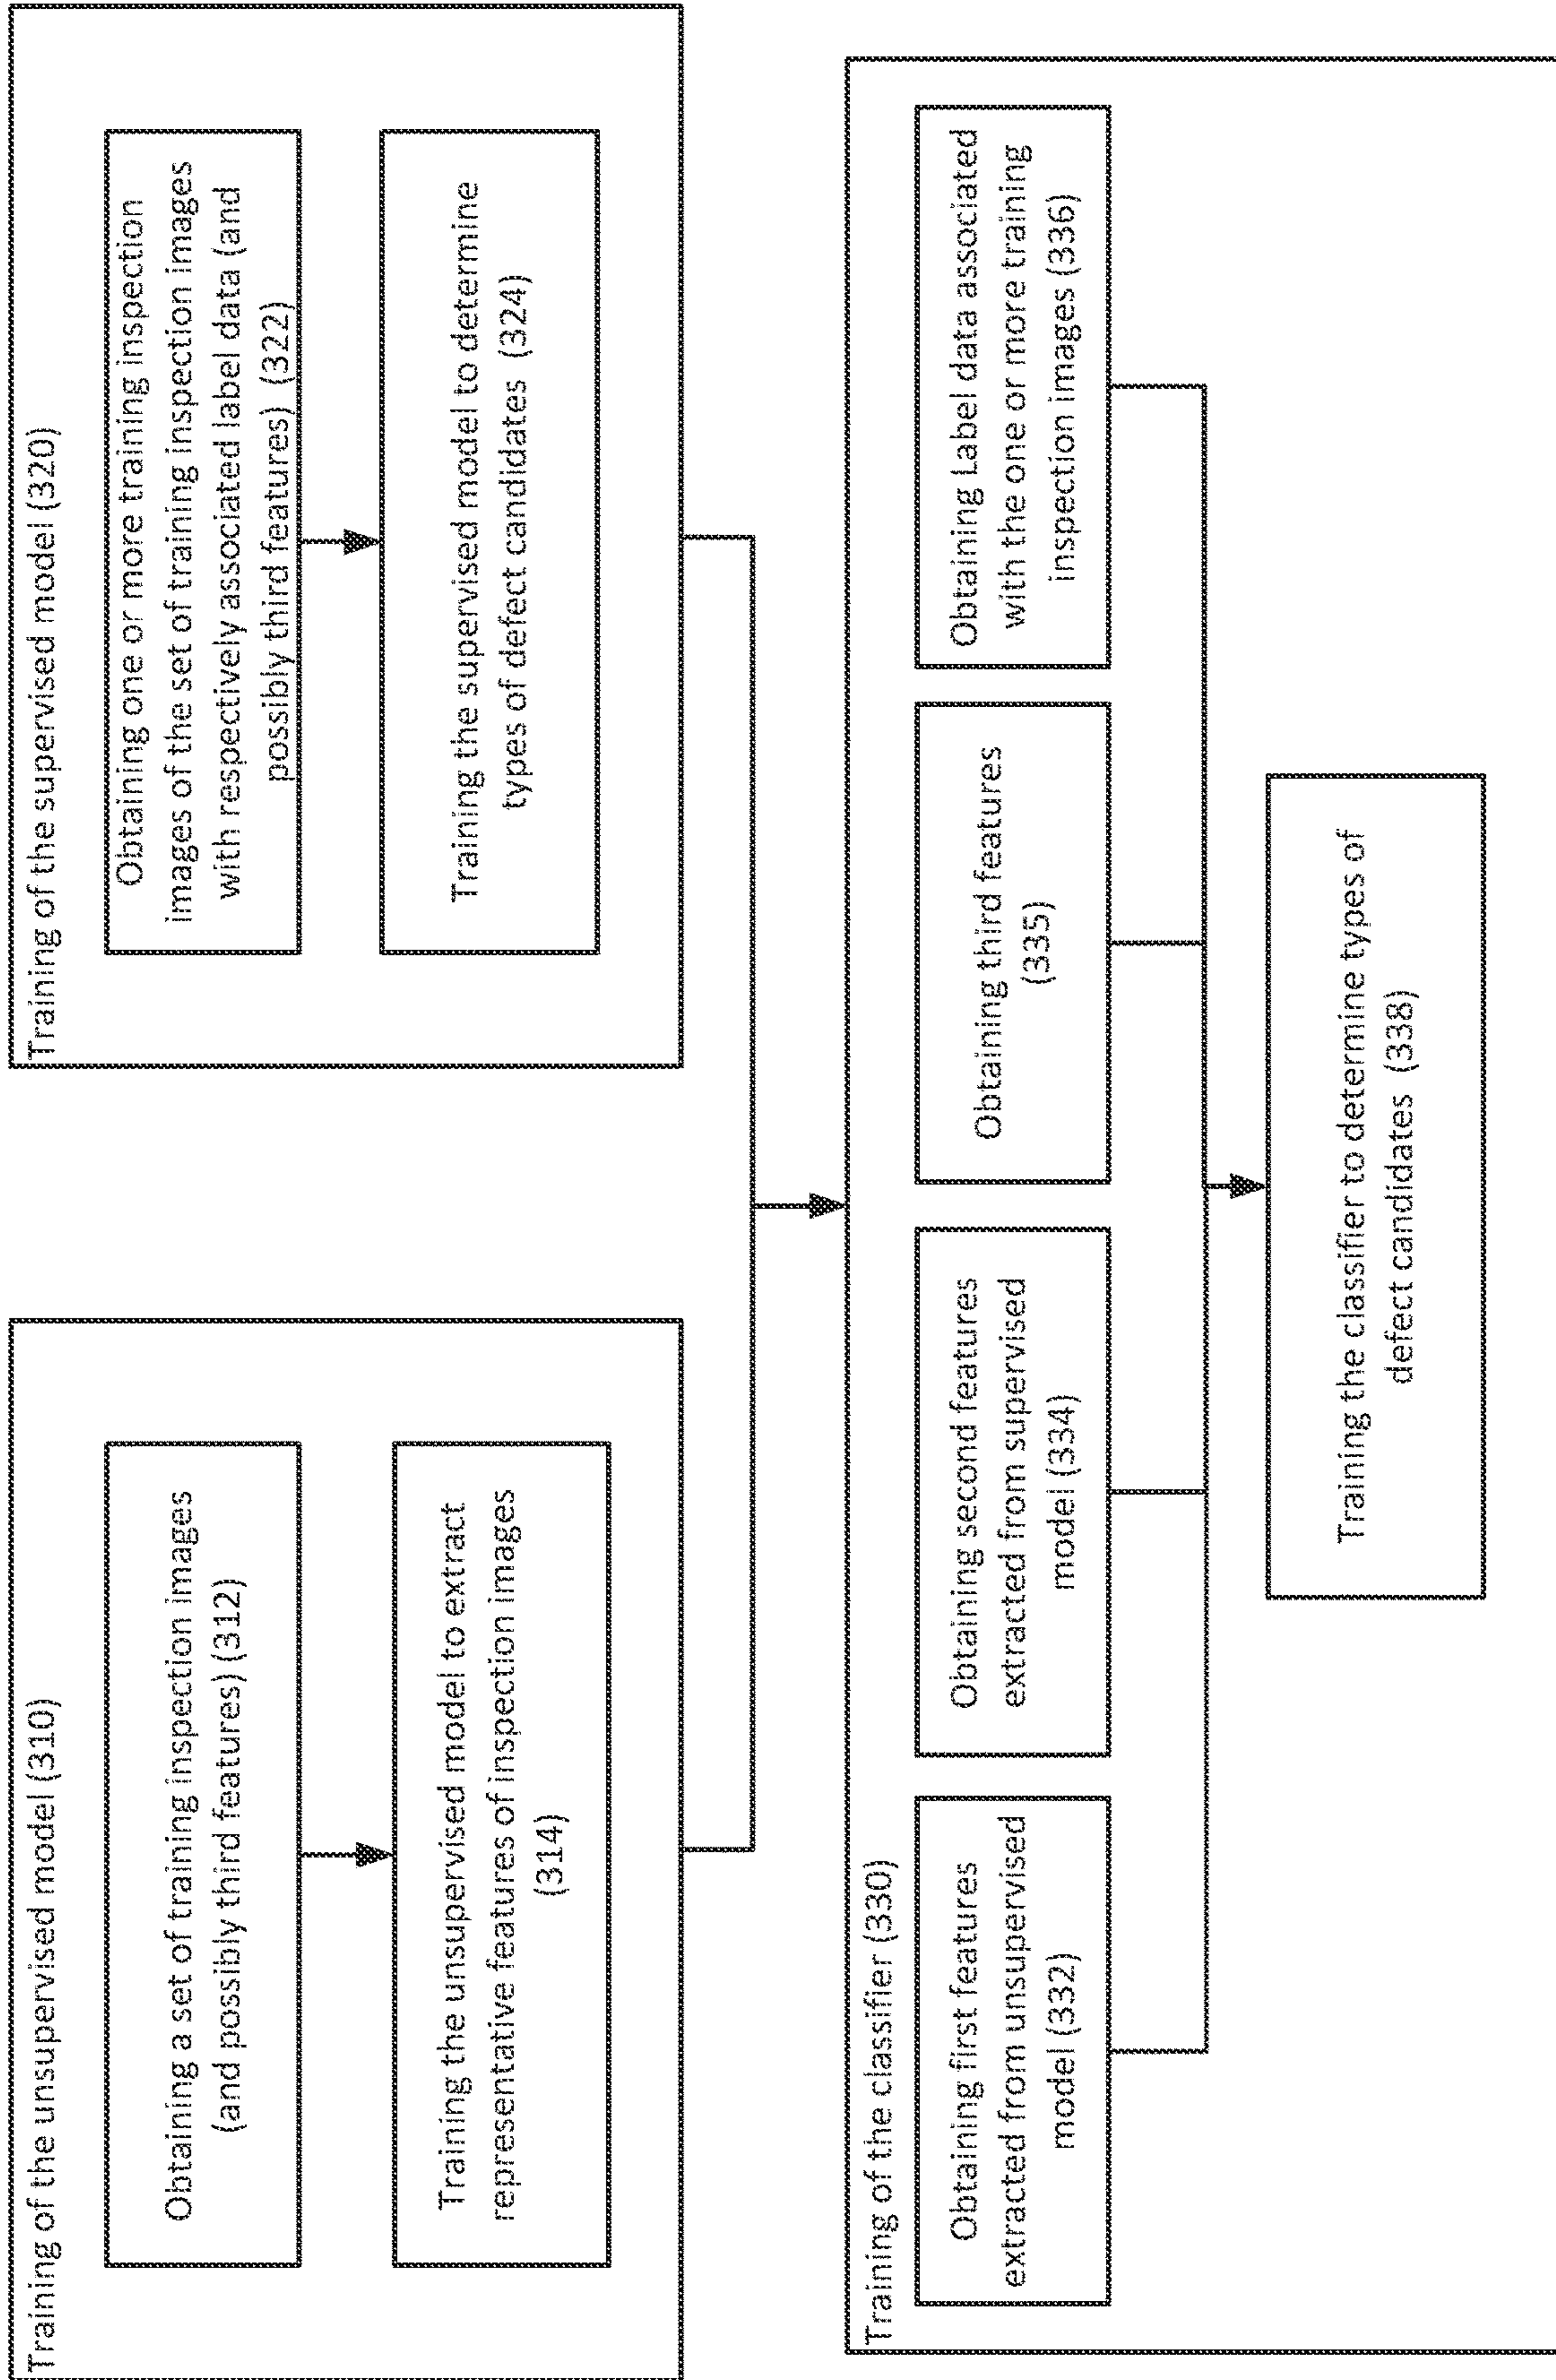 Training of the unsupervised model (310)
Obtaining a set of training inspection images
(and possibly third features) (312)
Training the unsupervised model to extract
representative features of inspection images
(314)
Training of the supervised model (320)
Obtaining one or more training inspection
images of the set of training inspection images
with respectively associated label data (and
possibly third features) (322)
Training the supervised model to determine
types of defect candidates (324)
Training of the classifier (330)
Obtaining first features
extracted from unsupervised
model (332)
Obtaining second features
extracted from supervised
model (334)
Obtaining third features
(335)
Obtaining Label data associated
with the one or more training
inspection images (336)
Training the classifier to determine types of
defect candidates (338)